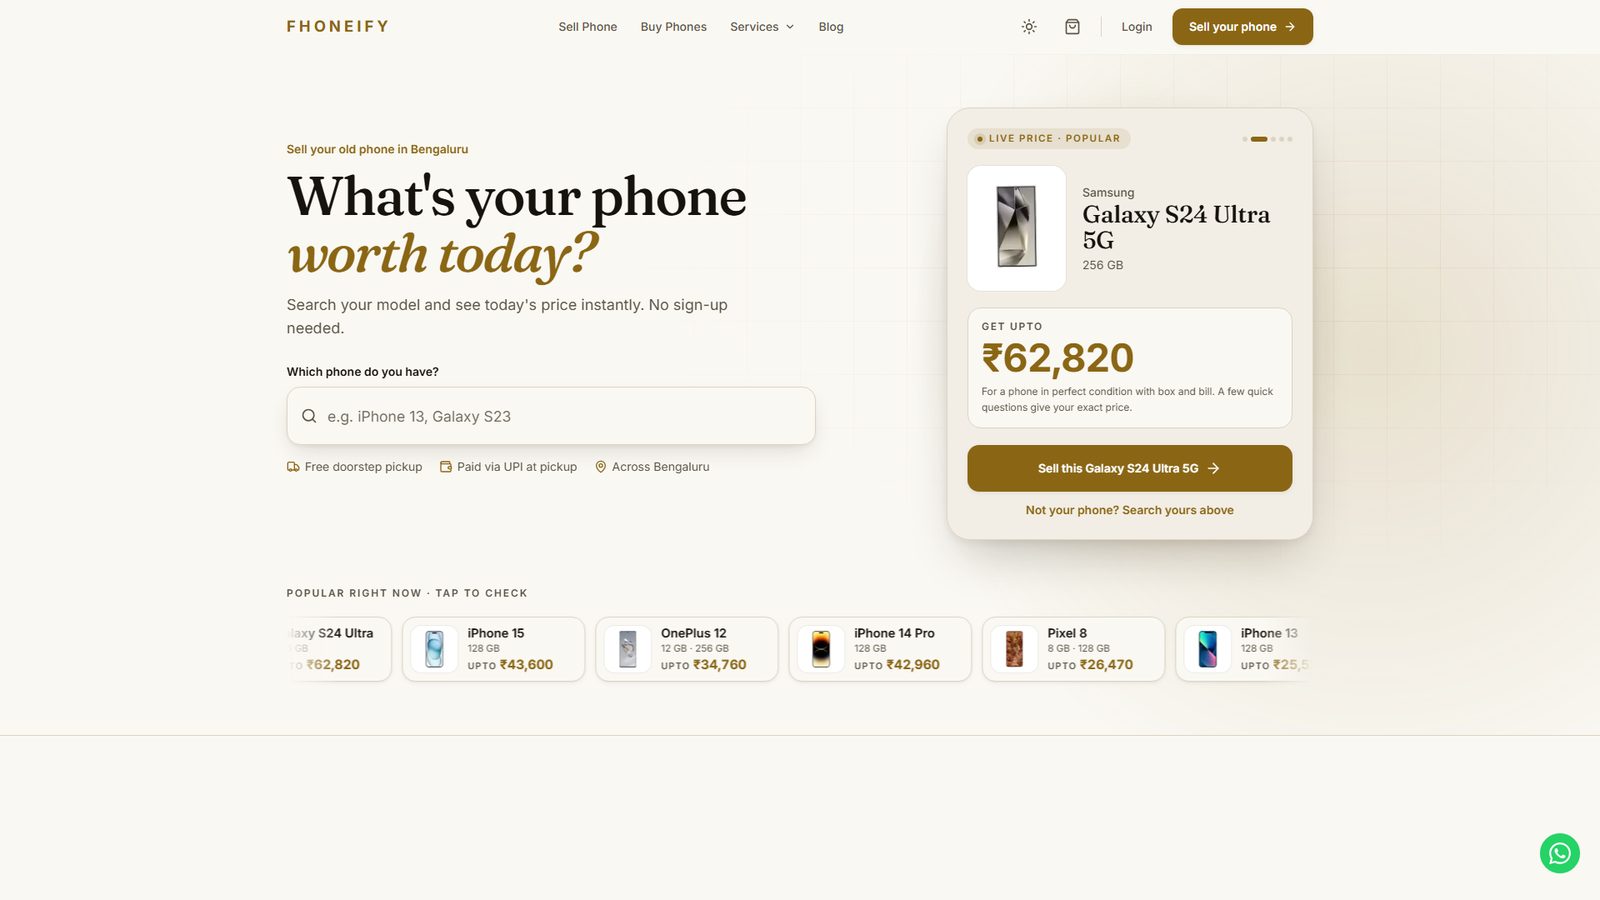 FHONEIFY
Sell Phone
Buy Phones
Services
Blog
Login
Sell your phone
Sell your old phone in Bengaluru
What's your phone
worth today?
Search your model and see today's price instantly. No sign-up
needed.
Which phone do you have?
e.g. iPhone 13, Galaxy S23
Free doorstep pickup
Paid via UPI at pickup
Across Bengaluru
LIVE PRICE · POPULAR
Samsung
Galaxy S24 Ultra
5G
256 GB
GET UPTO
₹62,820
For a phone in perfect condition with box and bill. A few quick
questions give your exact price.
Sell this Galaxy S24 Ultra 5G
Not your phone? Search yours above
POPULAR RIGHT NOW · TAP TO CHECK
S24 Ultra
GB
₹62,820
iPhone 15
128 GB
UPTO ₹43,600
OnePlus 12
12 GB · 256 GB
UPTO ₹34,760
iPhone 14 Pro
128 GB
UPTO ₹42,960
Pixel 8
8 GB · 128 GB
UPTO ₹26,470
iPhone 13
128 GB
UPTO